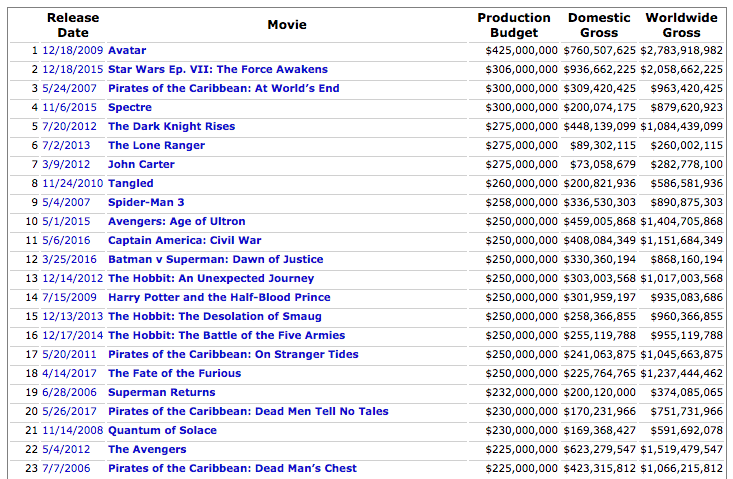 Release Date Movie Production Budget Domestic Gross Worldwide Gross
1 12/18/2009 Avatar $425,000,000 $760,507,625 $2,783,918,982
2 12/18/2015 Star Wars Ep. VII: The Force Awakens $306,000,000 $936,662,225 $2,058,662,225
3 5/24/2007 Pirates of the Caribbean: At World’s End $300,000,000 $309,420,425 $963,420,425
4 11/6/2015 Spectre $300,000,000 $200,074,175 $879,620,923
5 7/20/2012 The Dark Knight Rises $275,000,000 $448,139,099 $1,084,439,099
6 7/2/2013 The Lone Ranger $275,000,000 $89,302,115 $260,002,115
7 3/9/2012 John Carter $275,000,000 $73,058,679 $282,778,100
8 11/24/2010 Tangled $260,000,000 $200,821,936 $586,581,936
9 5/4/2007 Spider-Man 3 $258,000,000 $336,530,303 $890,875,303
10 5/1/2015 Avengers: Age of Ultron $250,000,000 $459,005,868 $1,404,705,868
11 5/6/2016 Captain America: Civil War $250,000,000 $408,084,349 $1,151,684,349
12 3/25/2016 Batman v Superman: Dawn of Justice $250,000,000 $330,360,194 $868,160,194
13 12/14/2012 The Hobbit: An Unexpected Journey $250,000,000 $303,003,568 $1,017,003,568
14 7/15/2009 Harry Potter and the Half-Blood Prince $250,000,000 $301,959,197 $935,083,686
15 12/13/2013 The Hobbit: The Desolation of Smaug $250,000,000 $258,366,855 $960,366,855
16 12/17/2014 The Hobbit: The Battle of the Five Armies $250,000,000 $255,119,788 $955,119,788
17 5/20/2011 Pirates of the Caribbean: On Stranger Tides $250,000,000 $241,063,875 $1,045,663,875
18 4/14/2017 The Fate of the Furious $250,000,000 $225,764,765 $1,237,444,462
19 6/28/2006 Superman Returns $232,000,000 $200,120,000 $374,085,065
20 5/26/2017 Pirates of the Caribbean: Dead Men Tell No Tales $230,000,000 $170,231,966 $751,731,966
21 11/14/2008 Quantum of Solace $230,000,000 $169,368,427 $591,692,078
22 5/4/2012 The Avengers $225,000,000 $623,279,547 $1,519,479,547
23 7/7/2006 Pirates of the Caribbean: Dead Man’s Chest $225,000,000 $423,315,812 $1,066,215,812